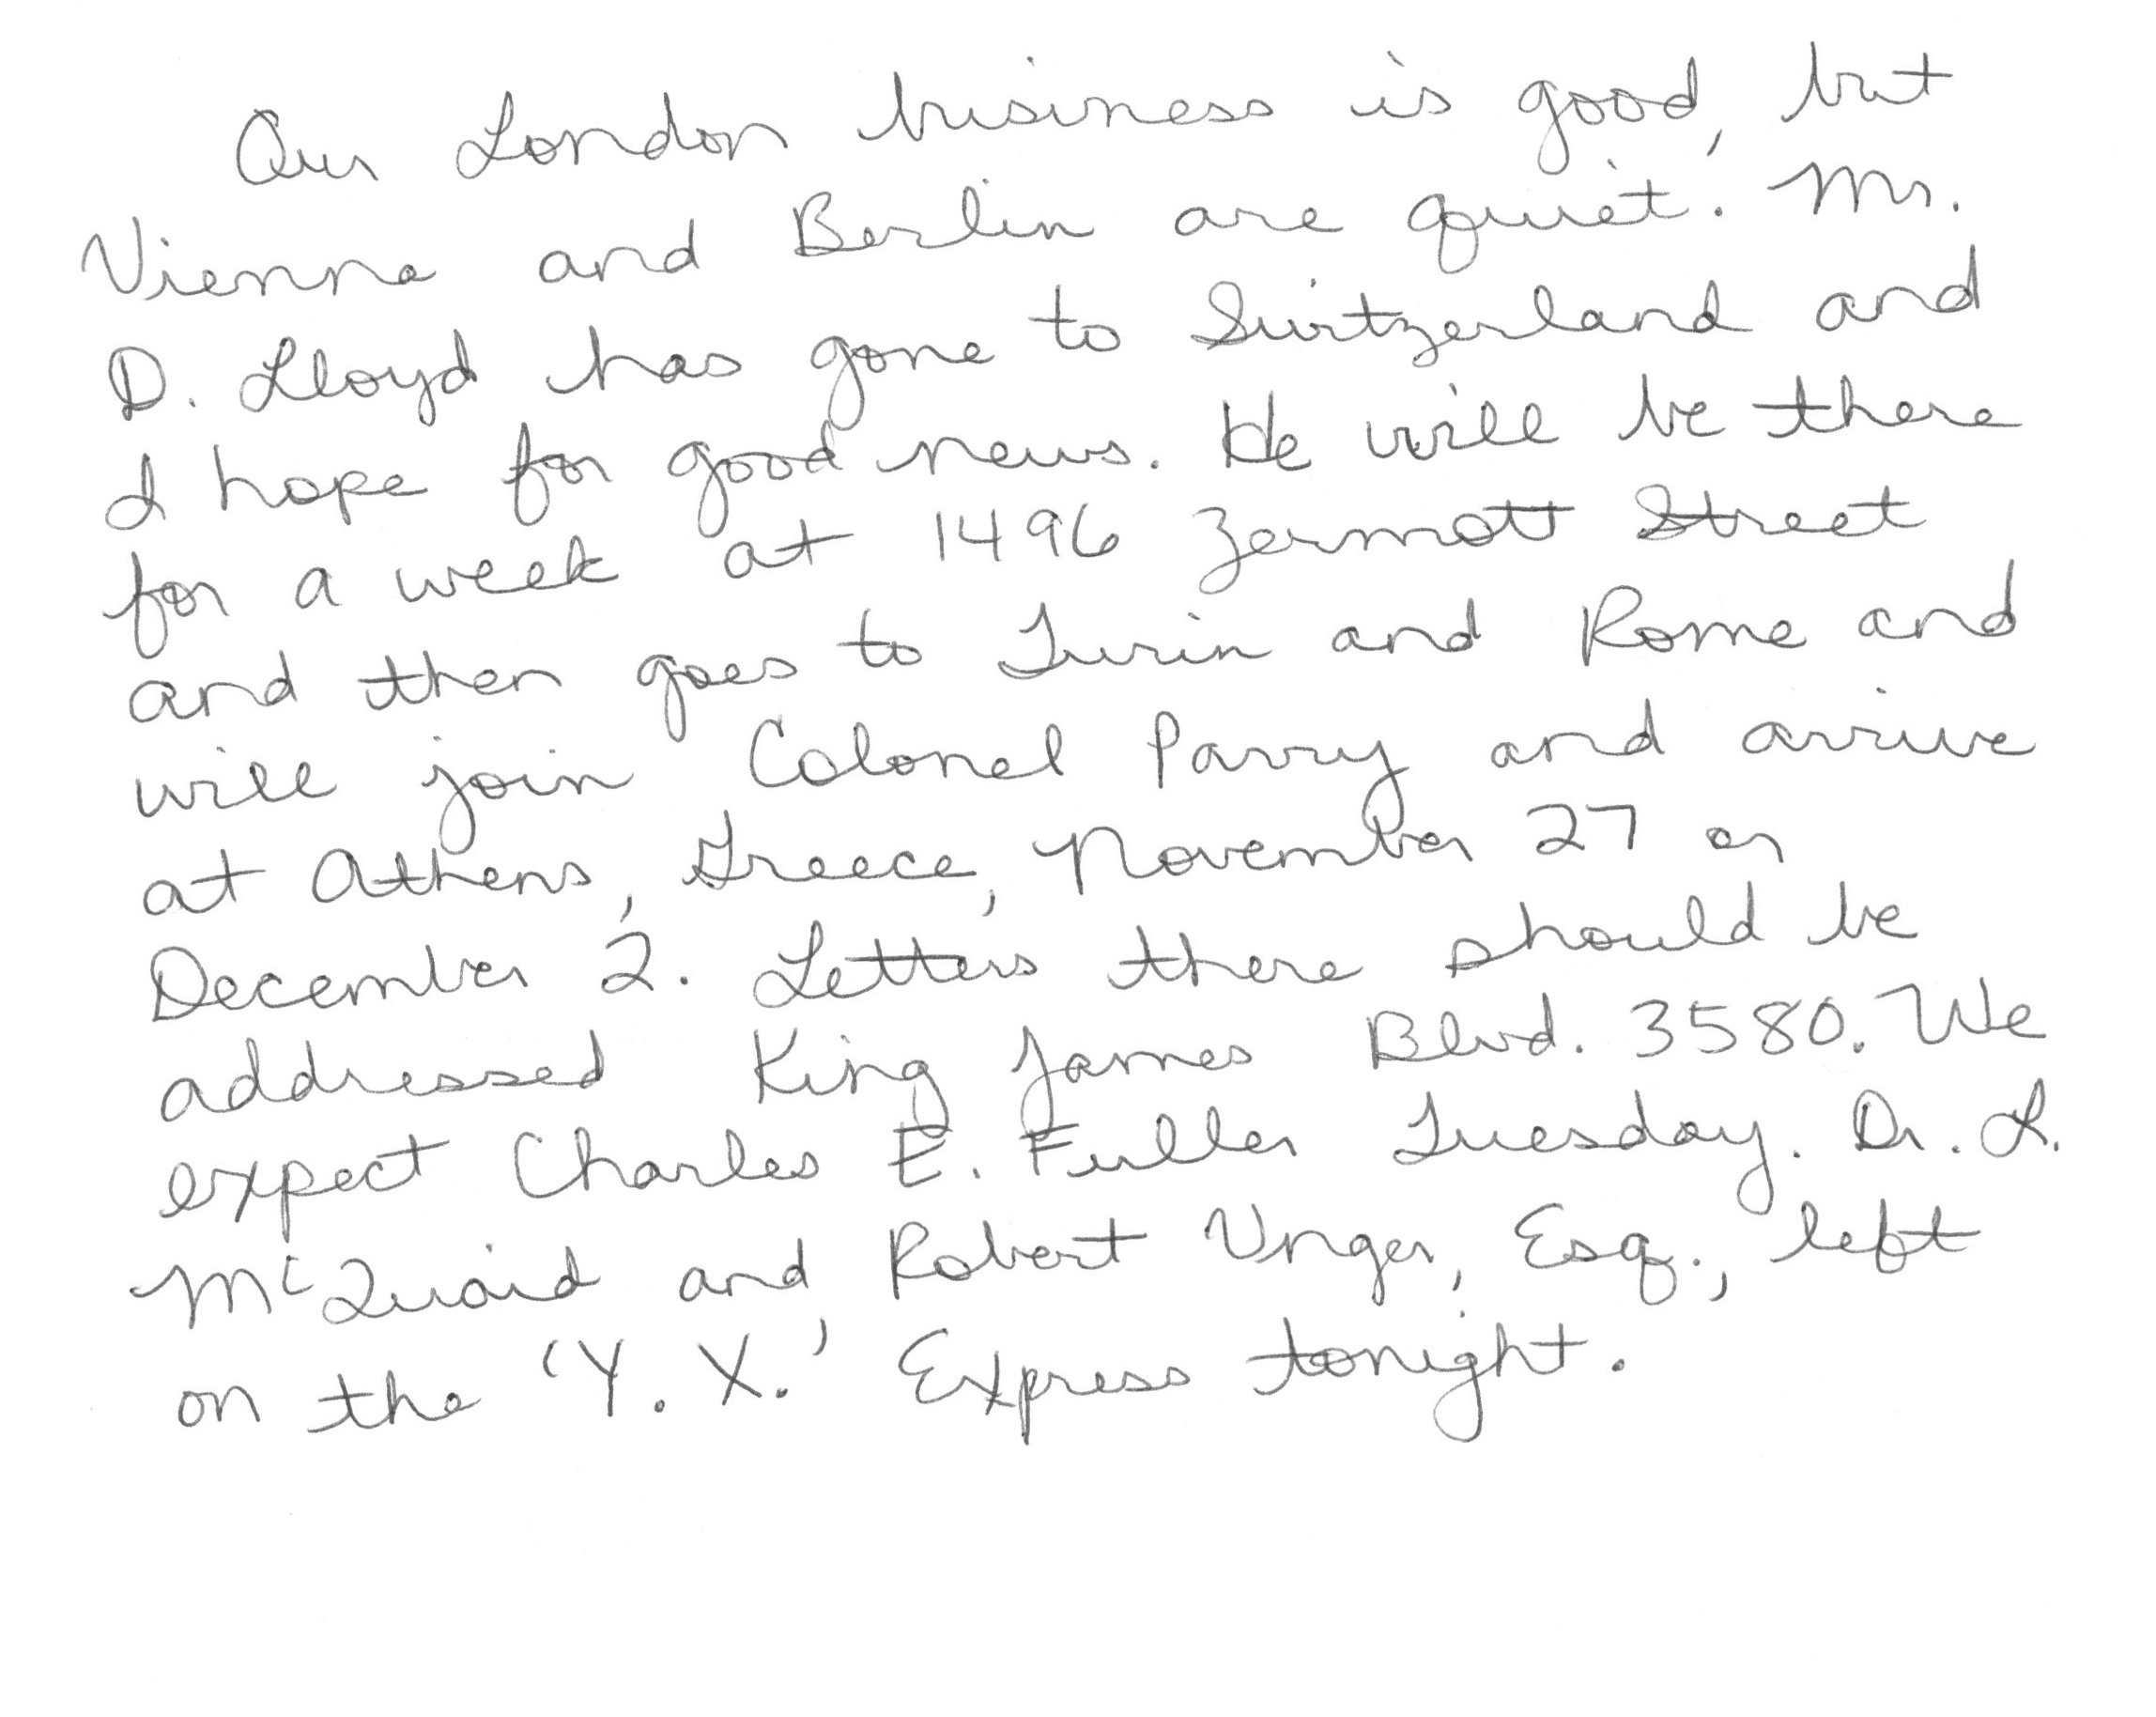 Our London business is good, but
Vienna and Berlin are quiet. Mr.
D. Lloyd has gone to Switzerland and
I hope for good news. He will be there
for a week at 1496 Zermott Street
and then goes to Turin and Rome and
will join Colonel Parry and arrive
at Athens, Greece, November 27 or
December 2. Letters there should be
addressed King James Blvd. 3580. We
expect Charles E. Fuller Tuesday. Dr. L.
McQuaid and Robert Unger, Esq., left
on the 'Y. X.' Express tonight.